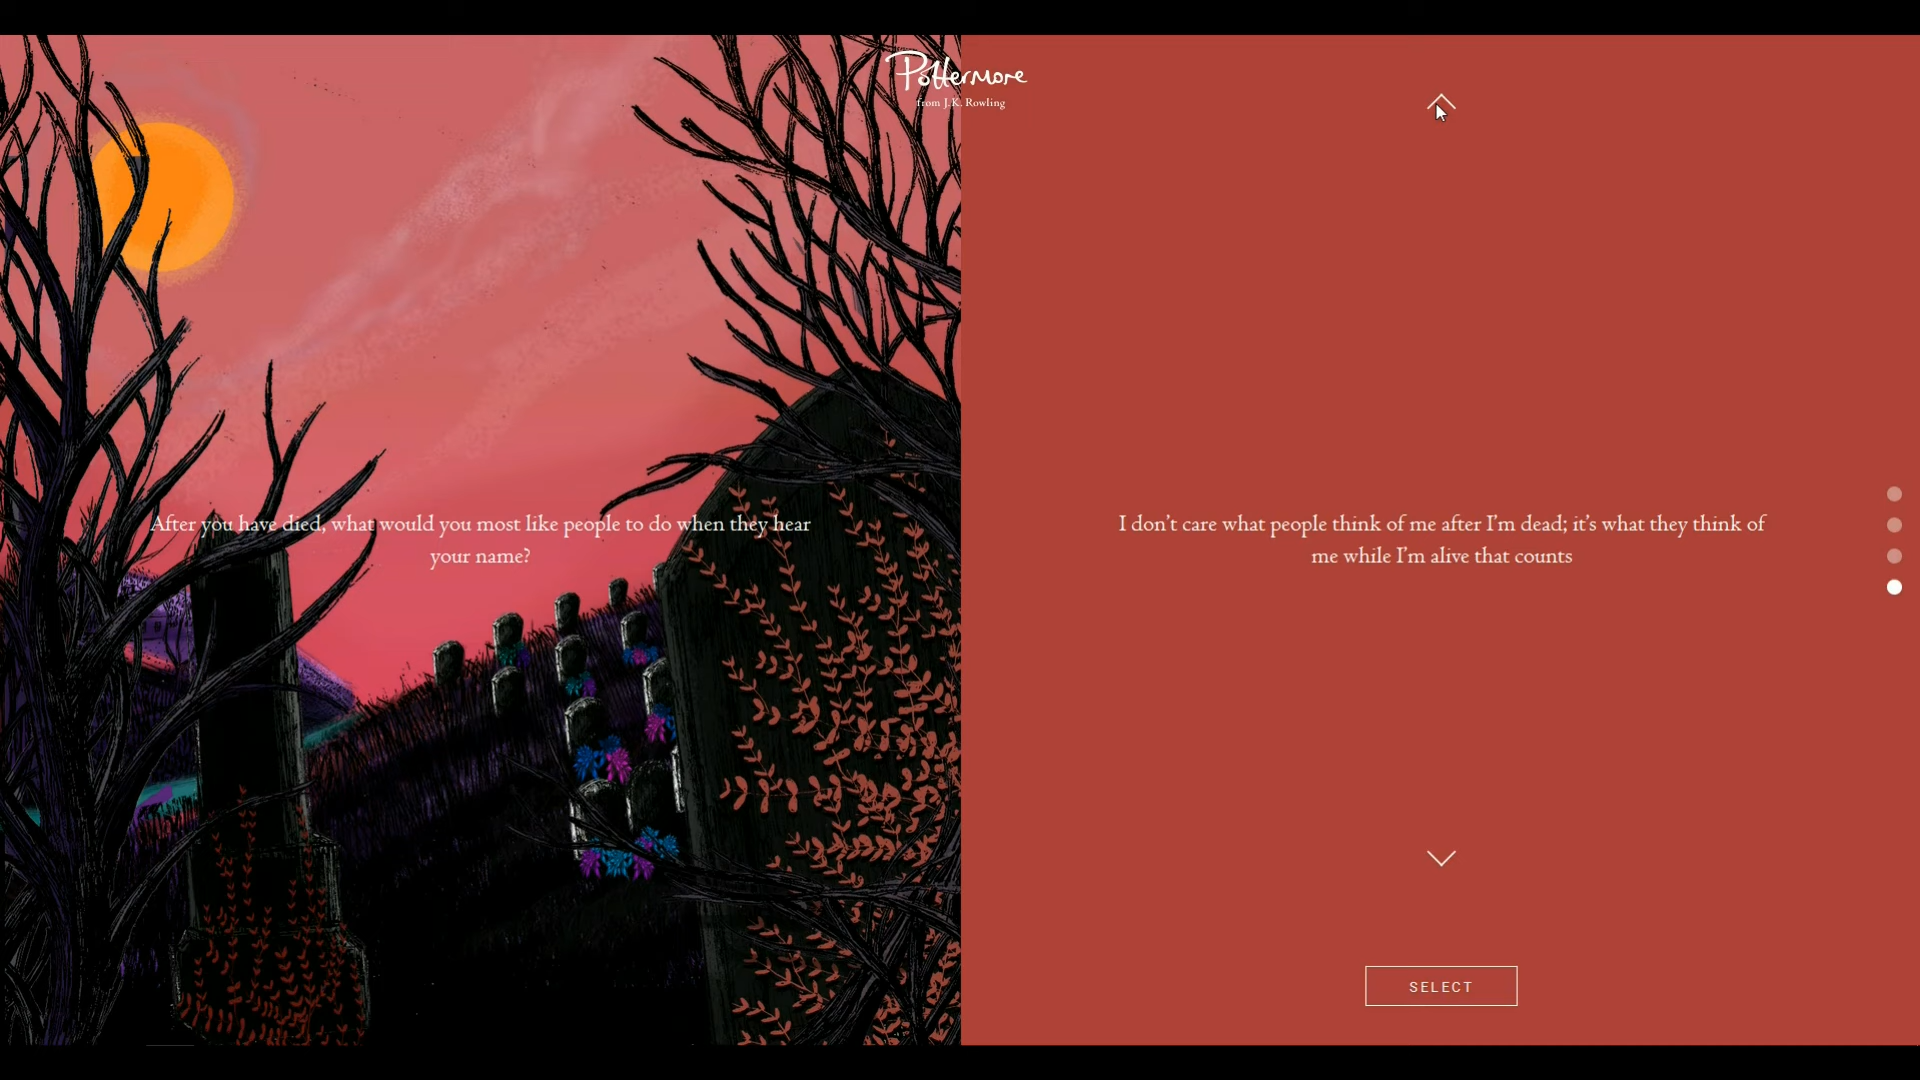 Pottermore
from J.K. Rowling
After you have died, what would you most like people to do when they hear
your name?
I don't care what people think of me after I'm dead; it's what they think of
me while I'm alive that counts
SELECT